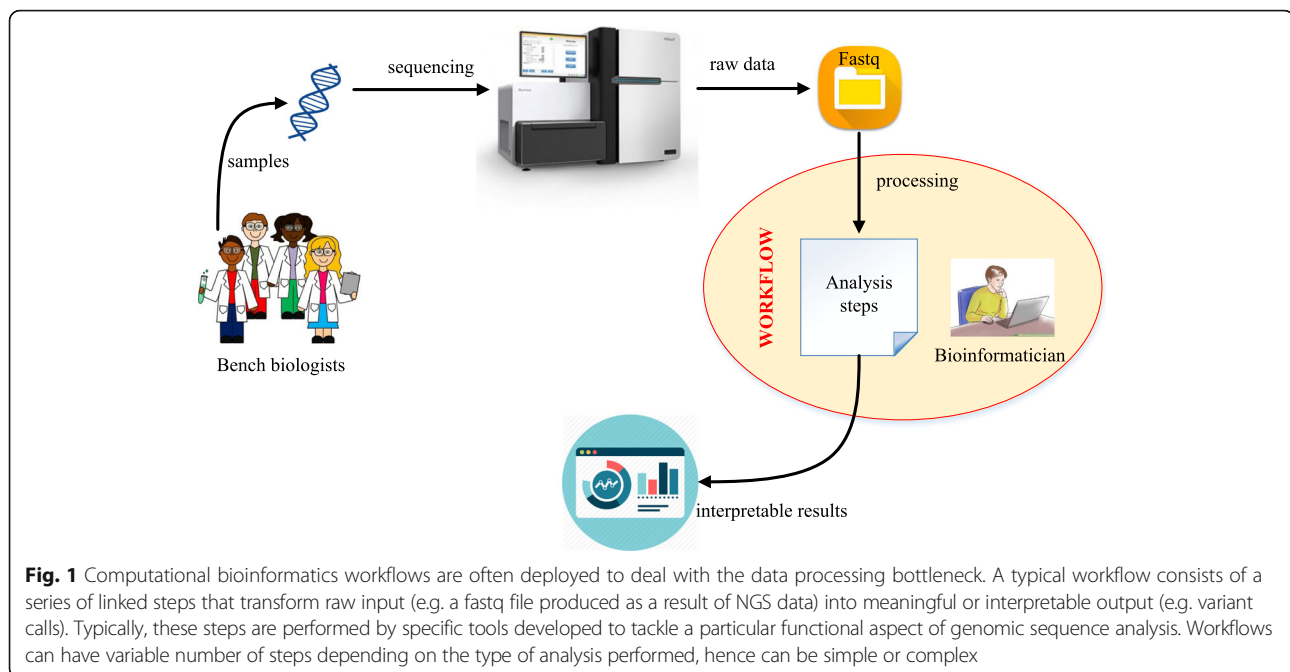 sequencing
raw data
Fastq
samples
processing
WORKFLOW
Analysis
steps
Bench biologists
Bioinformatician
interpretable results
Fig. 1 Computational bioinformatics workflows are often deployed to deal with the data processing bottleneck. A typical workflow consists of a
series of linked steps that transform raw input (e.g. a fastq file produced as a result of NGS data) into meaningful or interpretable output (e.g. variant
calls). Typically, these steps are performed by specific tools developed to tackle a particular functional aspect of genomic sequence analysis. Workflows
can have variable number of steps depending on the type of analysis performed, hence can be simple or complex